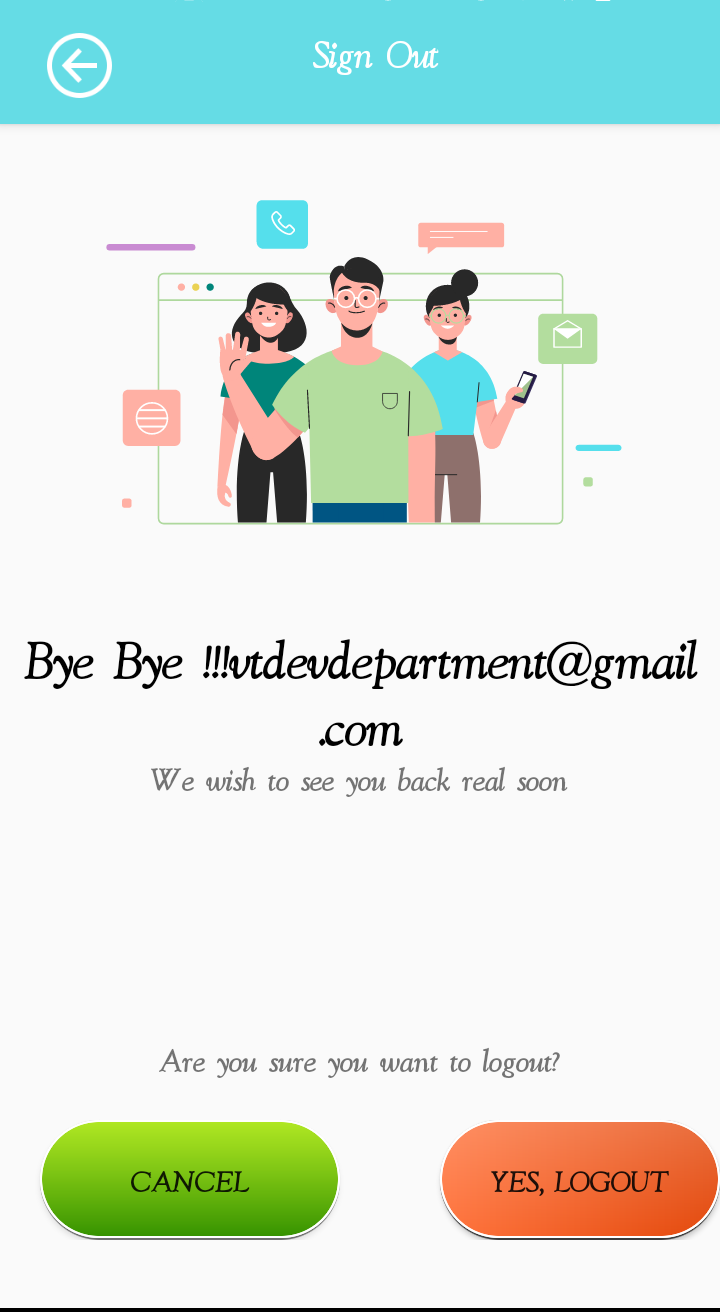 Sign Out
Bye Bye !!!vtdevdepartment@gmail
.com
We wish to see you back real soon
Are you sure you want to logout?
CANCEL
YES, LOGOUT